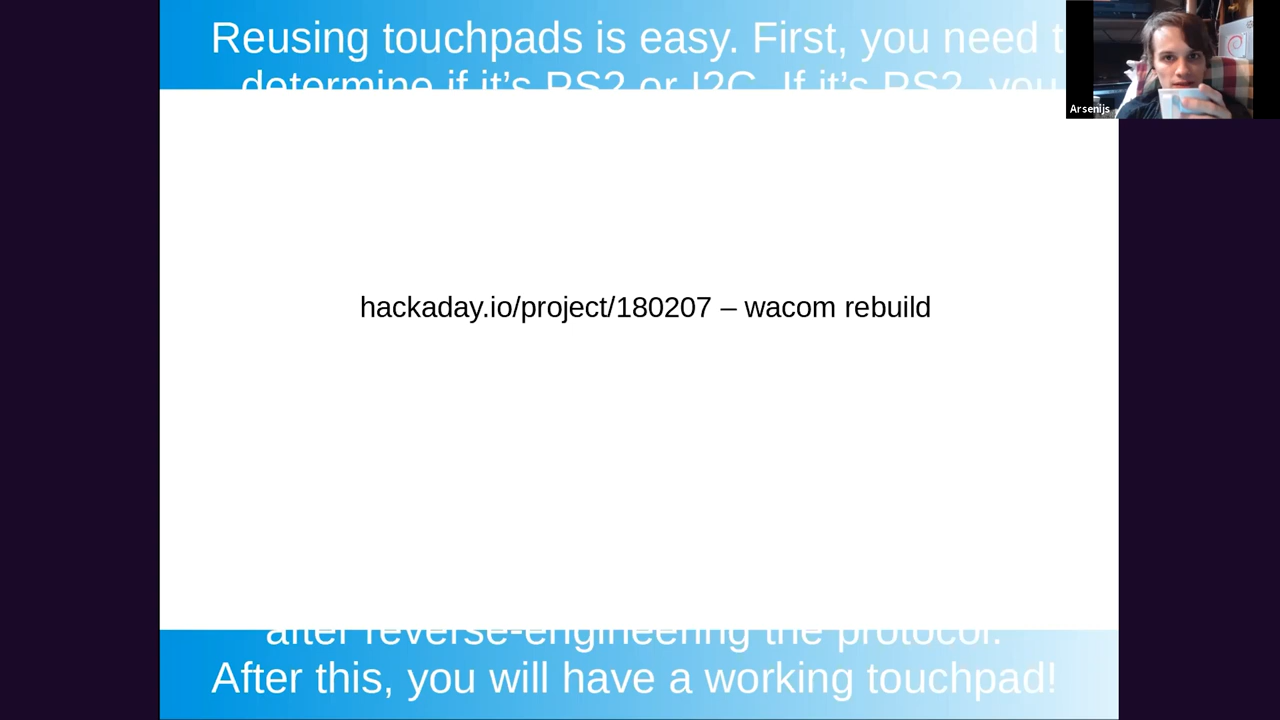 Reusing touchpads is easy. First, you need t
determine if it’s PS2 or I2C. If it’s PS2, you
Arsenijs
hackaday.io/project/180207 – wacom rebuild
after reverse-engineering the protocol.
After this, you will have a working touchpad!